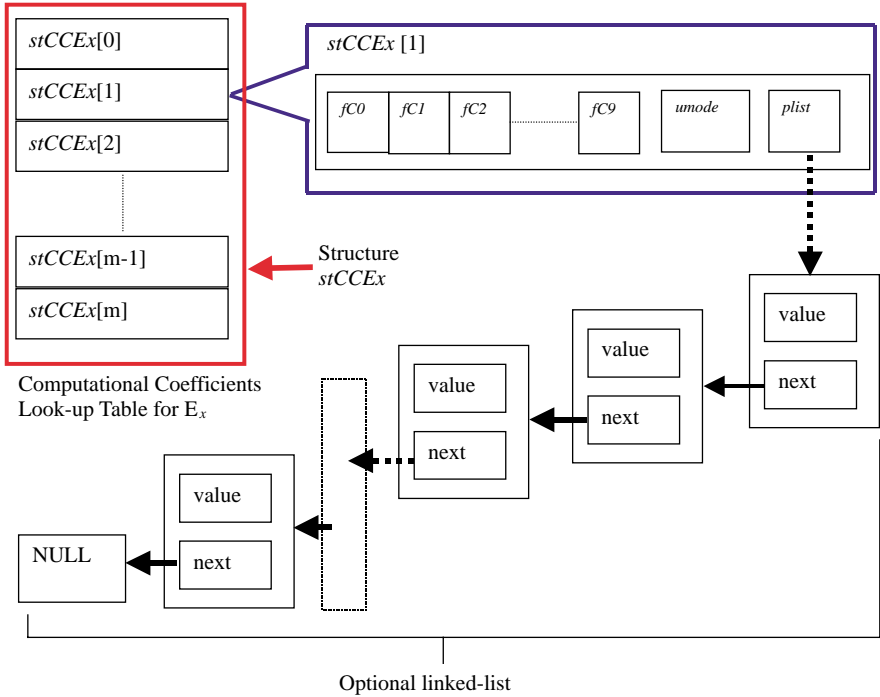 stCCEx[0]
stCCEx[1]
stCCEx[2]
stCCEx[m-1]
stCCEx[m]
stCCEx [1]
fC0
fC1
fC2
fC9
umode
plist
Structure
stCCEx
Computational Coefficients
Look-up Table for Ex
value
next
value
next
value
next
value
next
NULL
Optional linked-list